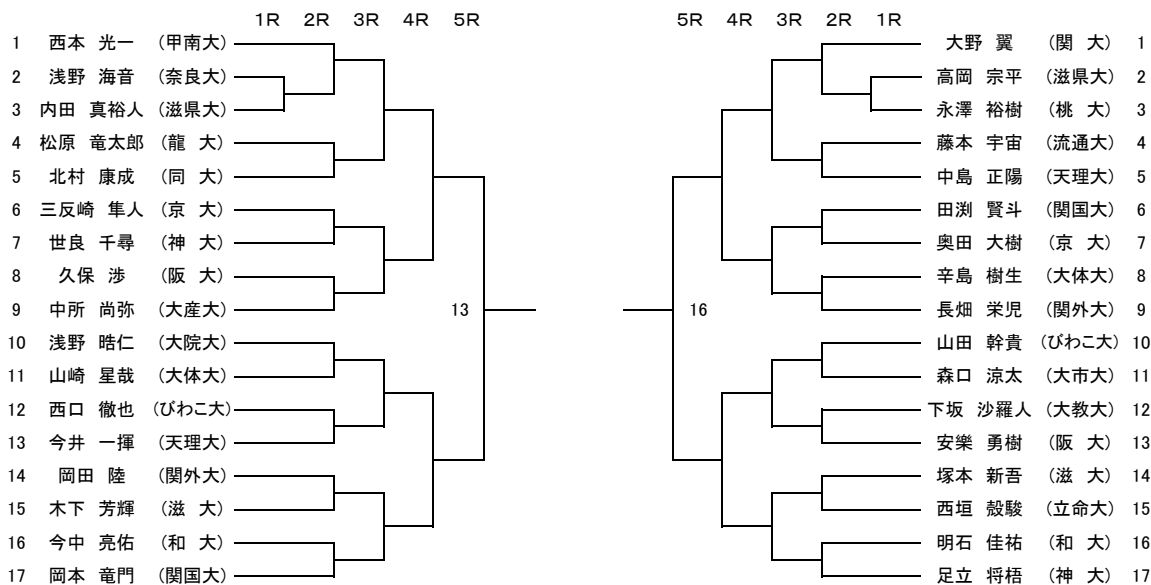 1R 2R 3R 4R 5R
1 西本 光一 (甲南大)
2 浅野 海音 (奈良大)
3 内田 真裕人 (滋県大)
4 松原 竜太郎 (龍 大)
5 北村 康成 (同 大)
6 三反崎 隼人 (京 大)
7 世良 千尋 (神 大)
8 久保 渉 (阪 大)
9 中所 尚弥 (大産大)
13
10 浅野 晧仁 (大院大)
11 山崎 星哉 (大体大)
12 西口 徹也 (びわこ大)
13 今井 一揮 (天理大)
14 岡田 陸 (関外大)
15 木下 芳輝 (滋 大)
16 今中 亮佑 (和 大)
17 岡本 竜門 (関国大)
5R 4R 3R 2R 1R
大野 翼 (関 大) 1
高岡 宗平 (滋県大) 2
永澤 裕樹 (桃 大) 3
藤本 宇宙 (流通大) 4
中島 正陽 (天理大) 5
田渕 賢斗 (関国大) 6
奥田 大樹 (京 大) 7
辛島 樹生 (大体大) 8
16
長畑 栄児 (関外大) 9
山田 幹貴 (びわこ大) 10
森口 涼太 (大市大) 11
下坂 沙羅人 (大教大) 12
安樂 勇樹 (阪 大) 13
塚本 新吾 (滋 大) 14
西垣 殻駿 (立命大) 15
明石 佳祐 (和 大) 16
足立 将梧 (神 大) 17